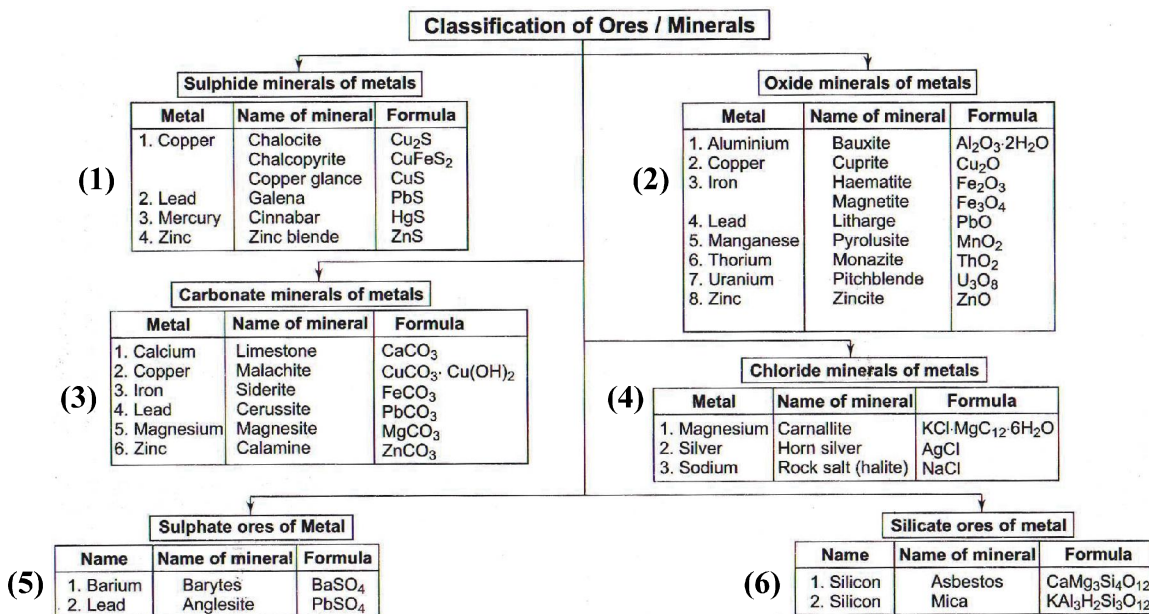 Classification of Ores / Minerals
(1)
Sulphide minerals of metals
Metal Name of mineral Formula
1. Copper Chalocite Cu₂S
Chalcopyrite CuFeS₂
Copper glance CuS
2. Lead Galena PbS
3. Mercury Cinnabar HgS
4. Zinc Zinc blende ZnS
(2)
Oxide minerals of metals
Metal Name of mineral Formula
1. Aluminium Bauxite Al₂O₃·2H₂O
2. Copper Cuprite Cu₂O
3. Iron Haematite Fe₂O₃
Magnetite Fe₃O₄
4. Lead Litharge PbO
5. Manganese Pyrolusite MnO₂
6. Thorium Monazite ThO₂
7. Uranium Pitchblende U₃O₈
8. Zinc Zincite ZnO
(3)
Carbonate minerals of metals
Metal Name of mineral Formula
1. Calcium Limestone CaCO₃
2. Copper Malachite CuCO₃· Cu(OH)₂
3. Iron Siderite FeCO₃
4. Lead Cerussite PbCO₃
5. Magnesium Magnesite MgCO₃
6. Zinc Calamine ZnCO₃
(4)
Chloride minerals of metals
Metal Name of mineral Formula
1. Magnesium Carnallite KCl·MgC₁₂·6H₂O
2. Silver Horn silver AgCl
3. Sodium Rock salt (halite) NaCl
(5)
Sulphate ores of Metal
Name Name of mineral Formula
1. Barium Barytes BaSO₄
2. Lead Anglesite PbSO₄
(6)
Silicate ores of metal
Name Name of mineral Formula
1. Silicon Asbestos CaMg₃Si₄O₁₂
2. Silicon Mica KAl₃H₂Si₃O₁₂